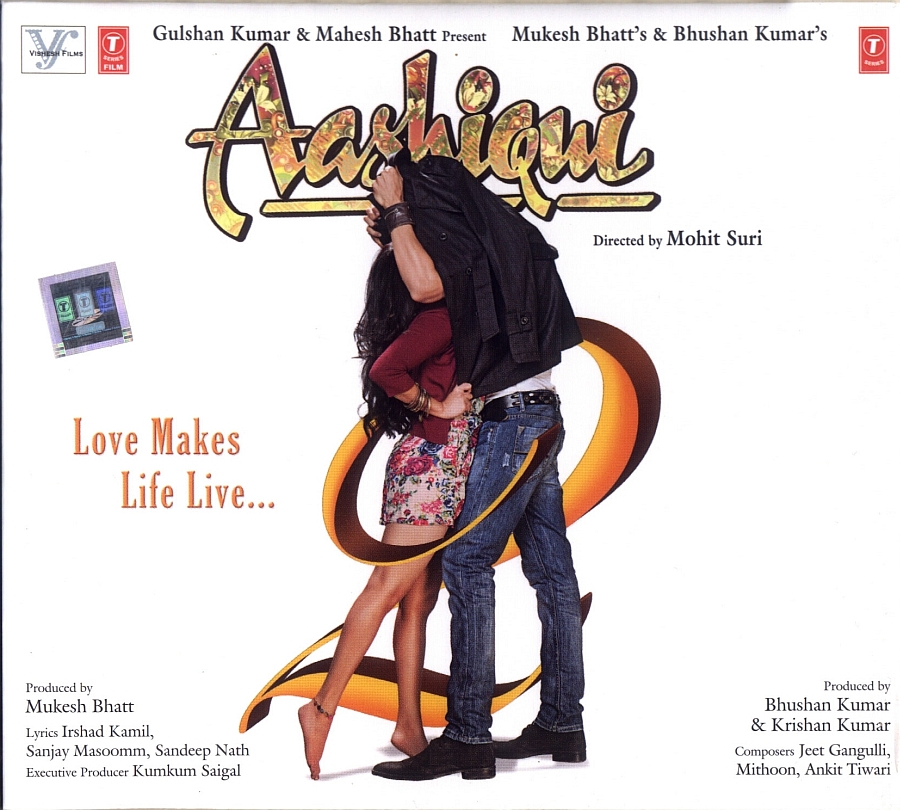 Vishesh Films
T
SERIES
FILM
Gulshan Kumar & Mahesh Bhatt Present
Mukesh Bhatt's & Bhushan Kumar's
T
SERIES
Aashiqui
2
Directed by Mohit Suri
T T T
Love Makes
Life Live...
Produced by
Mukesh Bhatt
Lyrics Irshad Kamil,
Sanjay Masoomm, Sandeep Nath
Executive Producer Kumkum Saigal
Produced by
Bhushan Kumar
& Krishan Kumar
Composers Jeet Gangulli,
Mithoon, Ankit Tiwari